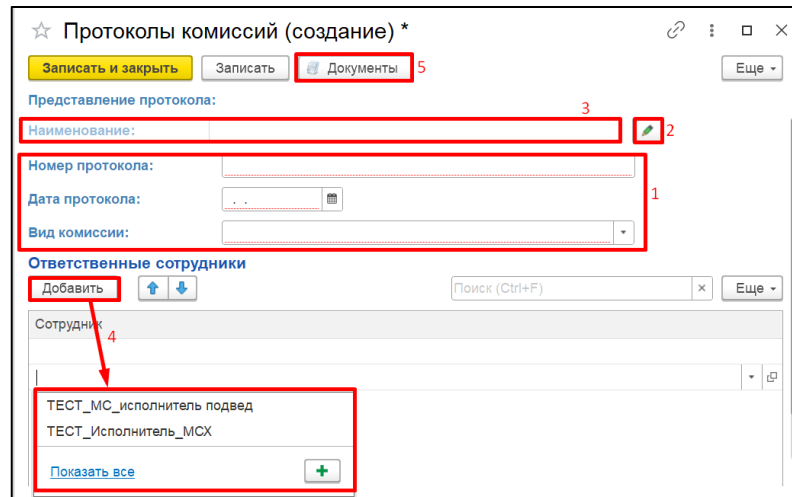 Протоколы комиссий (создание) *
Записать и закрыть Записать Документы 5 Еще
Представление протокола:
3
Наименование: 2
Номер протокола:
1
Дата протокола: . .
Вид комиссии:
Ответственные сотрудники
Добавить Поиск (Ctrl+F) × Еще
Сотрудник
4
ТЕСТ_МС_исполнитель подвед
ТЕСТ_Исполнитель_МСХ
Показать все